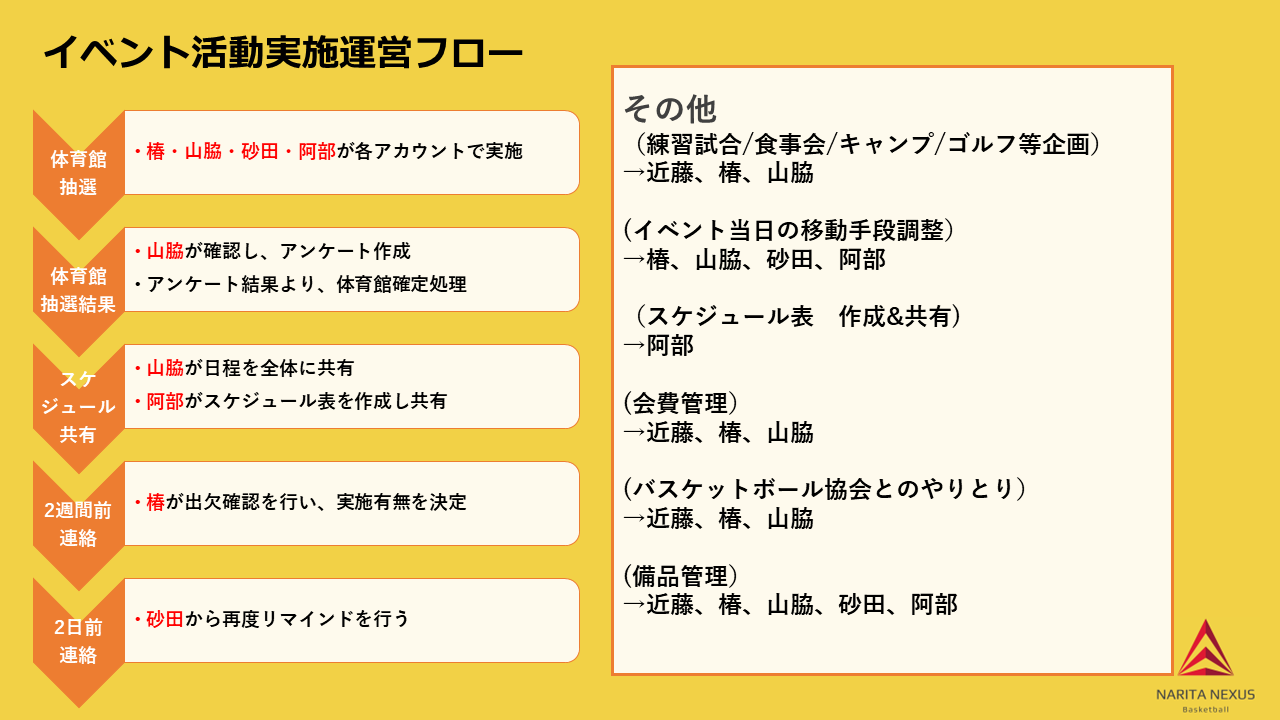 イベント活動実施運営フロー
体育館
抽選
・椿・山脇・砂田・阿部が各アカウントで実施
体育館
抽選結果
・山脇が確認し、アンケート作成
・アンケート結果より、体育館確定処理
スケ
ジュール
共有
・山脇が日程を全体に共有
・阿部がスケジュール表を作成し共有
2週間前
連絡
・椿が出欠確認を行い、実施有無を決定
2日前
連絡
・砂田から再度リマインドを行う
その他
（練習試合/食事会/キャンプ/ゴルフ等企画）
→近藤、椿、山脇
(イベント当日の移動手段調整）
→椿、山脇、砂田、阿部
（スケジュール表　作成&共有)
→阿部
(会費管理）
→近藤、椿、山脇
(バスケットボール協会とのやりとり）
→近藤、椿、山脇
(備品管理）
→近藤、椿、山脇、砂田、阿部
NARITA NEXUS
Basketball